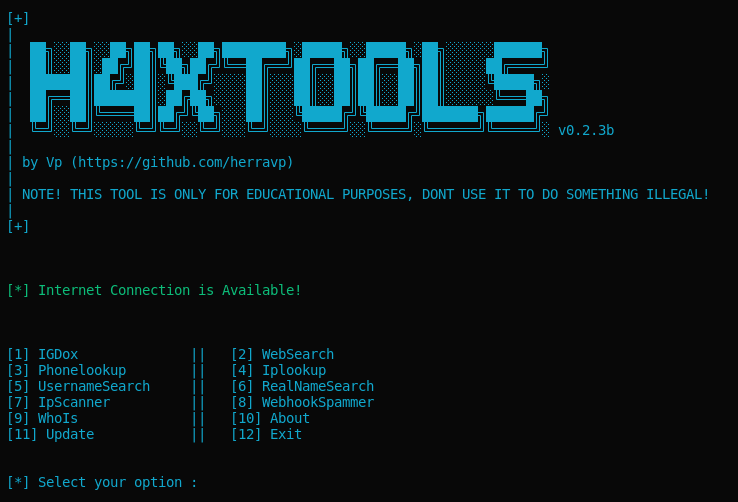 [+]
|
| H4XTOOLS v0.2.3b
|
| by Vp (https://github.com/herravp)
|
| NOTE! THIS TOOL IS ONLY FOR EDUCATIONAL PURPOSES, DONT USE IT TO DO SOMETHING ILLEGAL!
|
[+]
[*] Internet Connection is Available!
[1] IGDox || [2] WebSearch
[3] Phonelookup || [4] Iplookup
[5] UsernameSearch || [6] RealNameSearch
[7] IpScanner || [8] WebhookSpammer
[9] WhoIs || [10] About
[11] Update || [12] Exit
[*] Select your option :